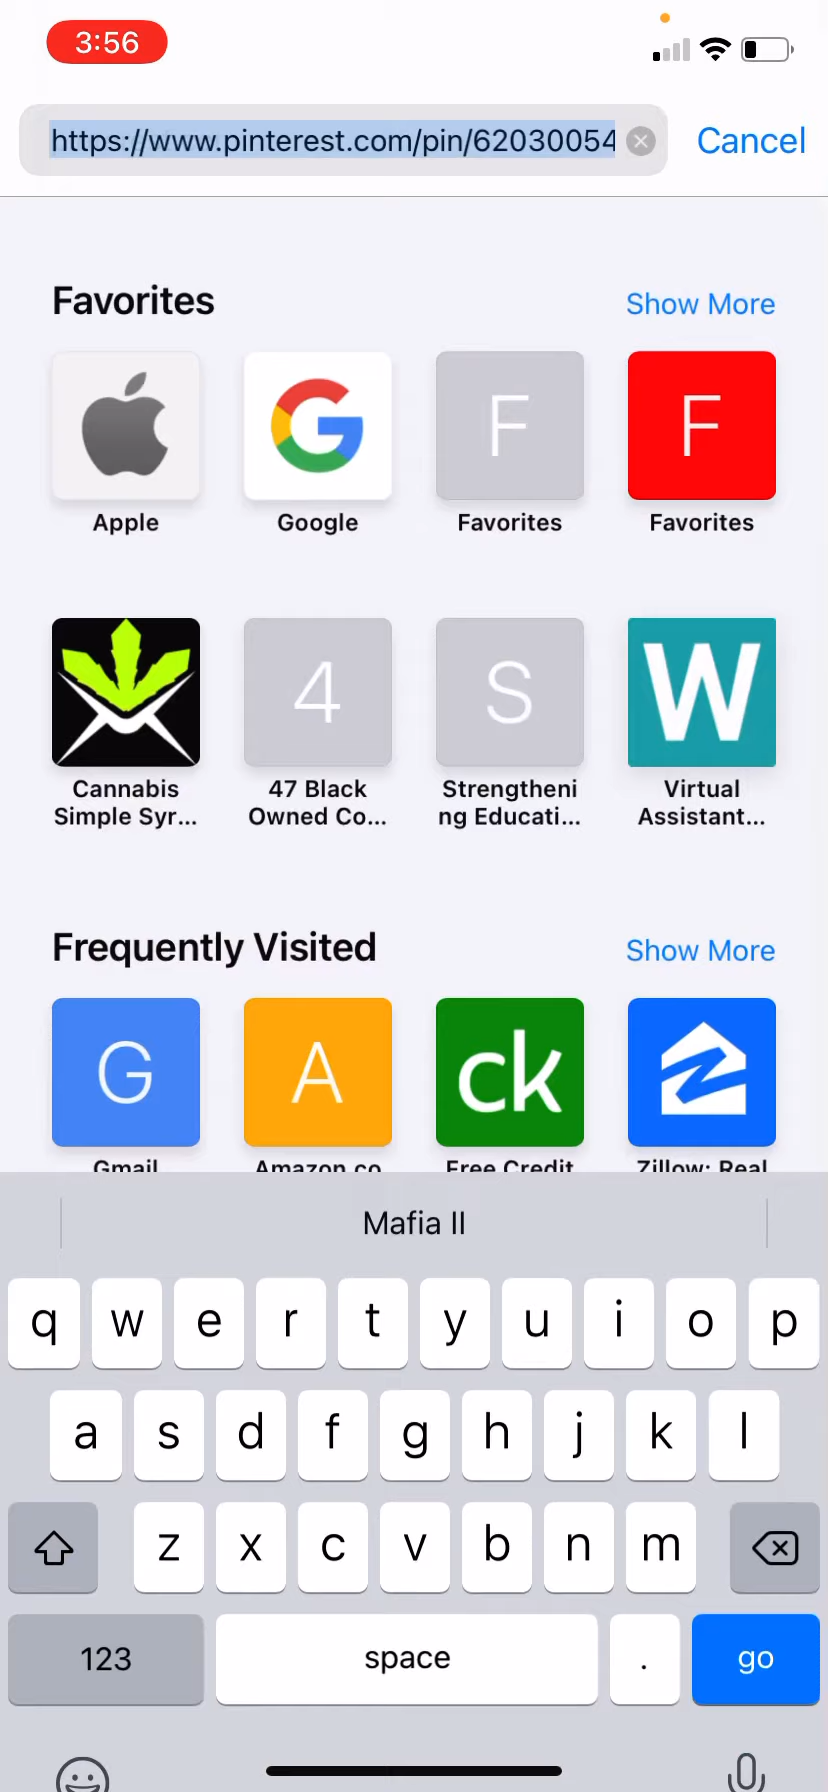 3:56
https://www.pinterest.com/pin/62030054
Cancel
Favorites
Show More
G
F
F
Apple
Google
Favorites
Favorites
4
S
W
Cannabis
Simple Syr...
47 Black
Owned Co...
Strengtheni
ng Educati...
Virtual
Assistant...
Frequently Visited
Show More
G
A
ck
Z
Gmail
Amazon.co
Free Credit
Zillow: Real
Mafia II
q w e r t y u i o p
a s d f g h j k l
z x c v b n m
123
space
.
go